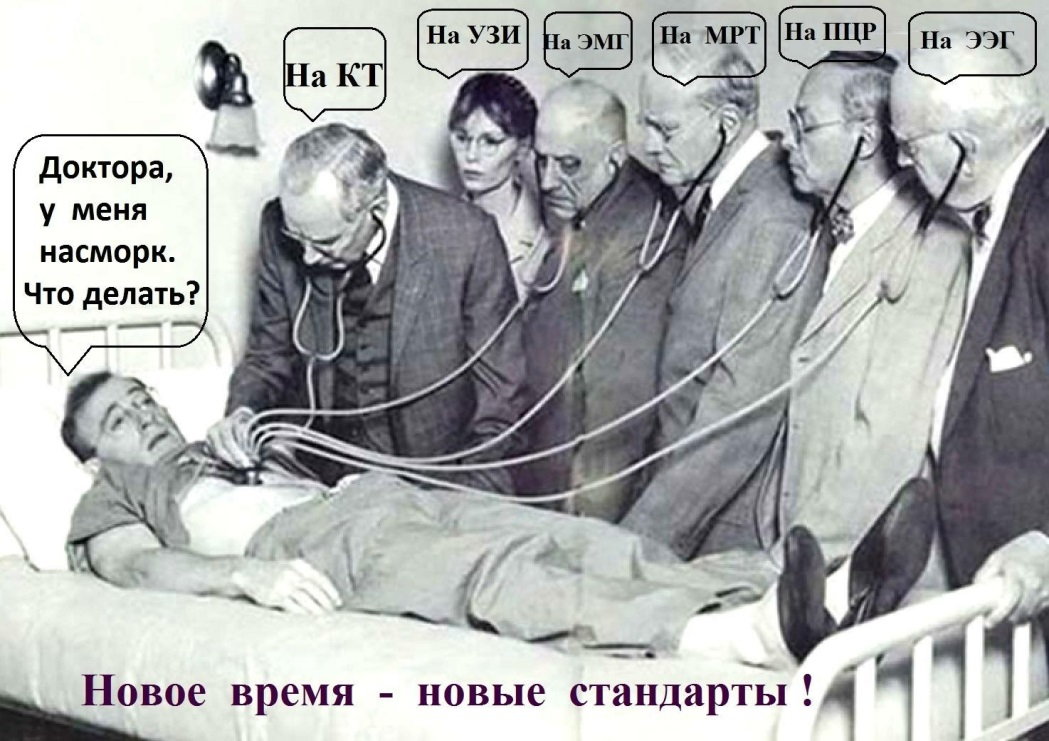 Доктора,
у меня
насморк.
Что делать?
На КТ
На УЗИ
На ЭМГ
На МРТ
На ПЦР
На ЭЭГ
Новое время - новые стандарты !